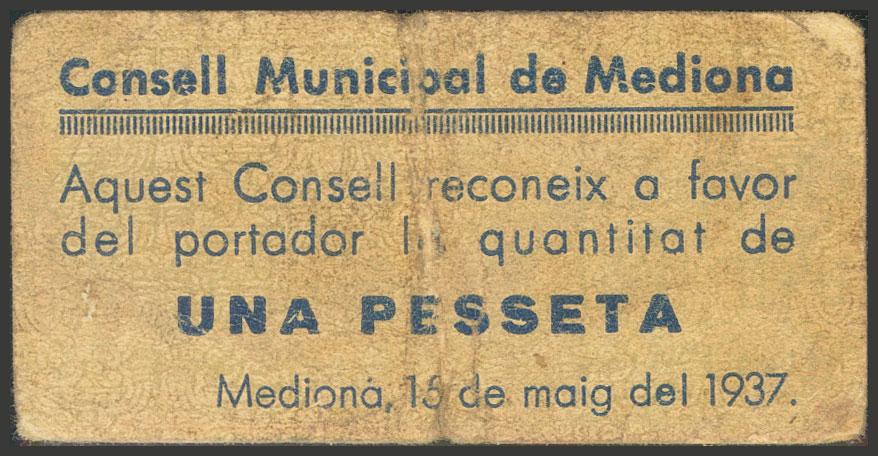 Consell Municipal de Mediona
Aquest Consell reconeix a favor
del portador la quantitat de
UNA PESSETA
Mediona, 15 de maig del 1937.